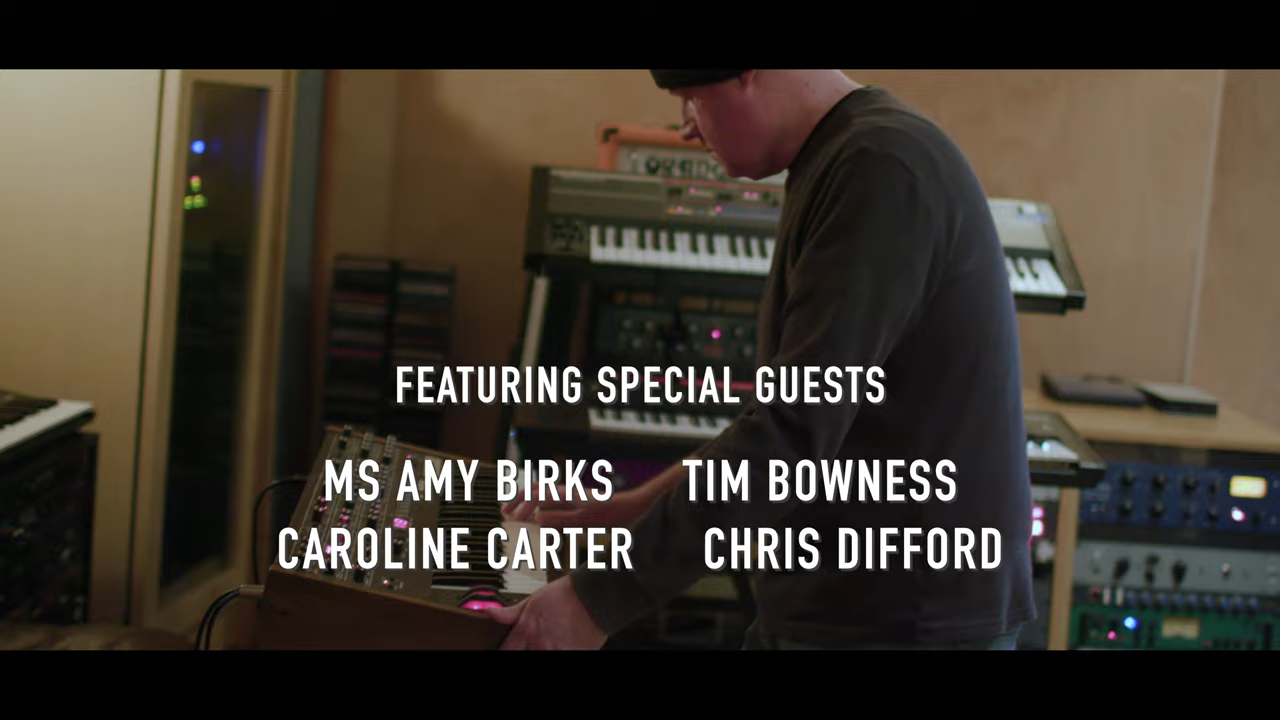 FEATURING SPECIAL GUESTS
MS AMY BIRKS TIM BOWNESS
CAROLINE CARTER CHRIS DIFFORD